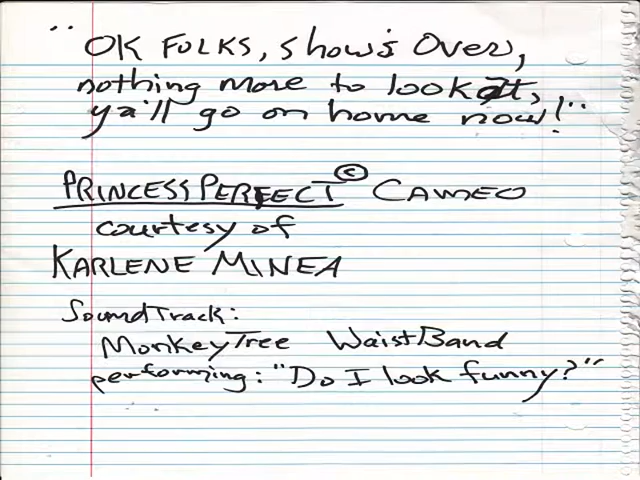 "OK FOLKS, show's Over,
nothing more to look at,
ya'll go on home now!"
PRINCESS PERFECT © CAMEO
courtesy of
KARLENE MINEA
SoundTrack:
MonkeyTree WaistBand
performing: "Do I look funny?"